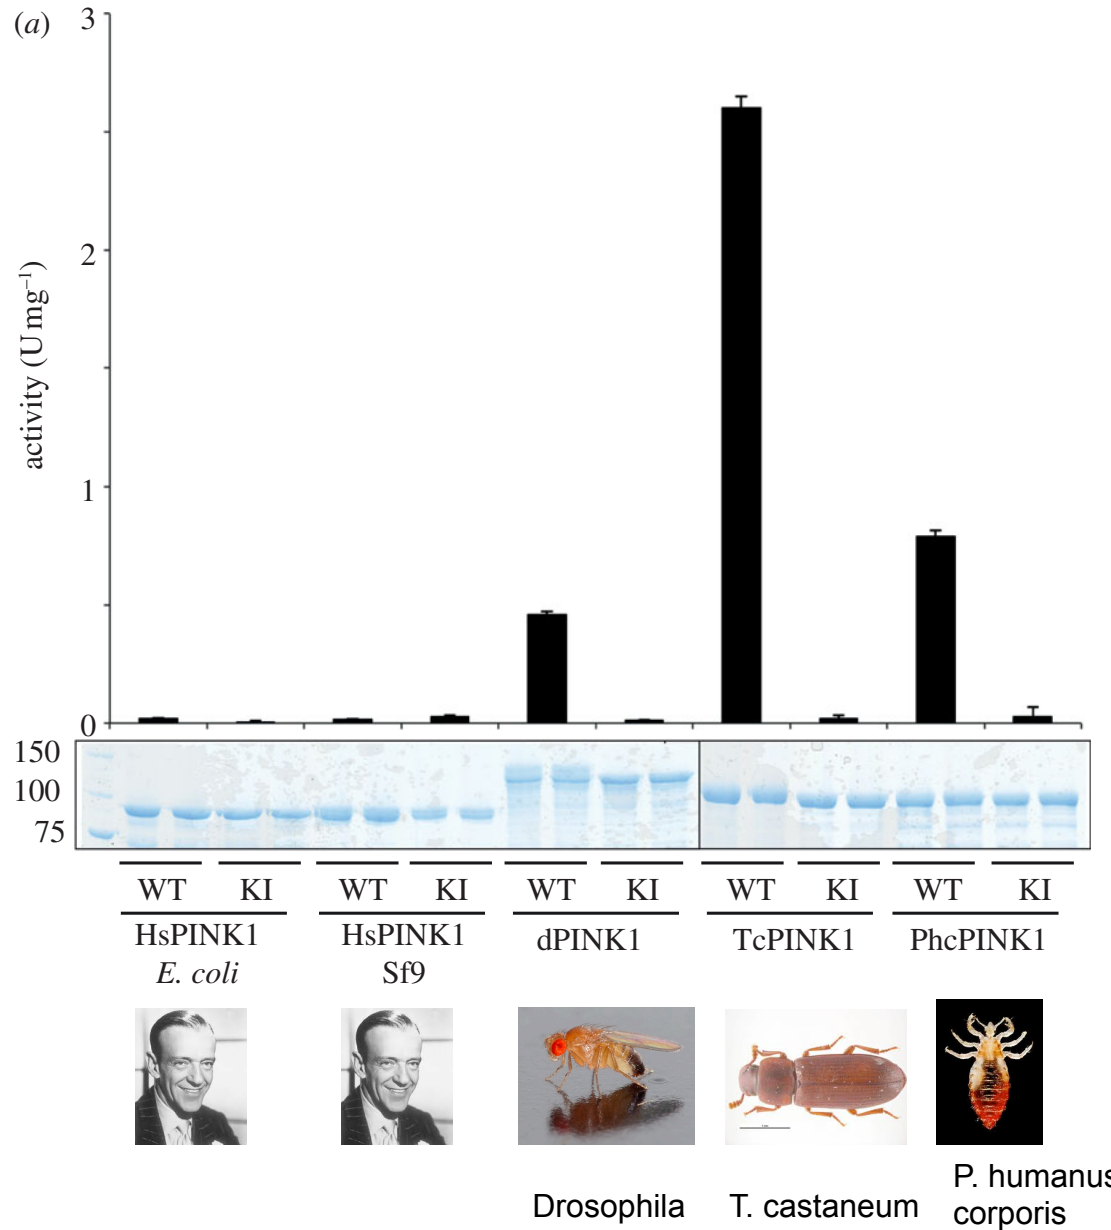 (a)
3
2
1
0
activity (U mg⁻¹)
150
100
75
WT KI WT KI WT KI WT KI WT KI
HsPINK1 HsPINK1 dPINK1 TcPINK1 PhcPINK1
E. coli Sf9
Drosophila T. castaneum P. humanus
corporis